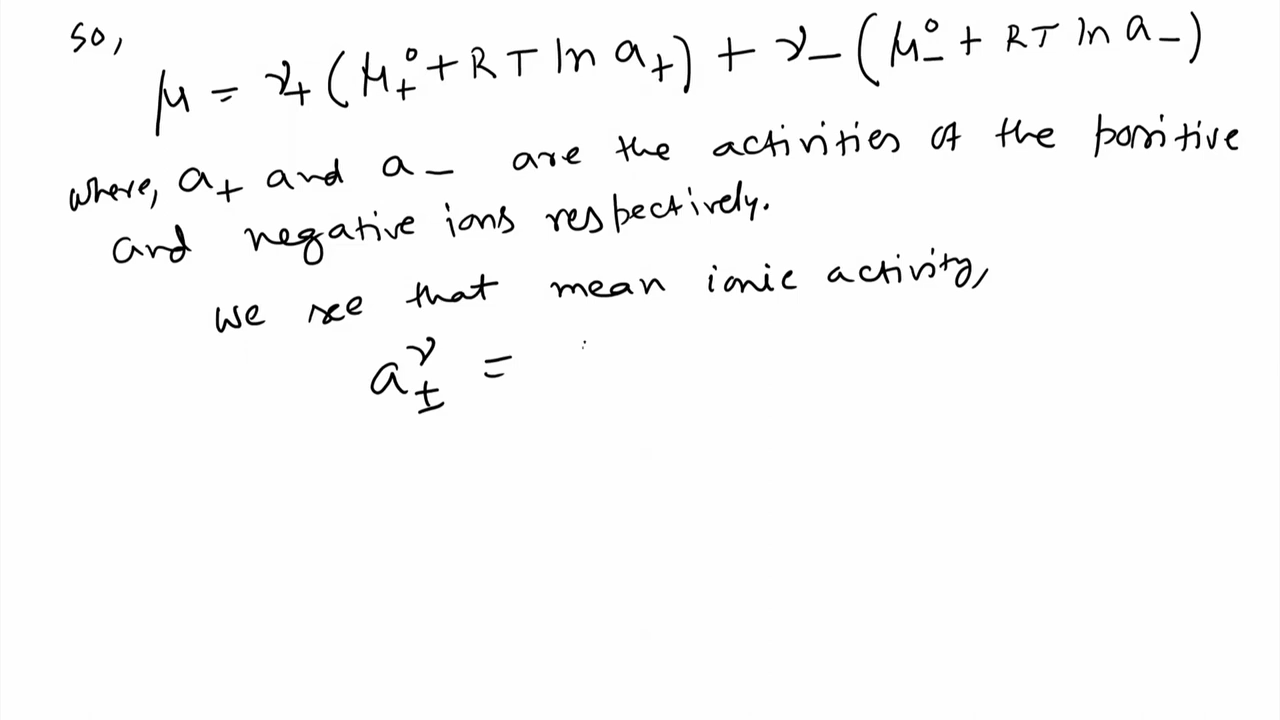 so,
μ = ν₊ (μ₊° + RT ln a₊) + ν₋ (μ₋° + RT ln a₋)
where, a₊ and a₋ are the activities of the positive
and negative ions respectively.
we see that mean ionic activity,
a±^ν =